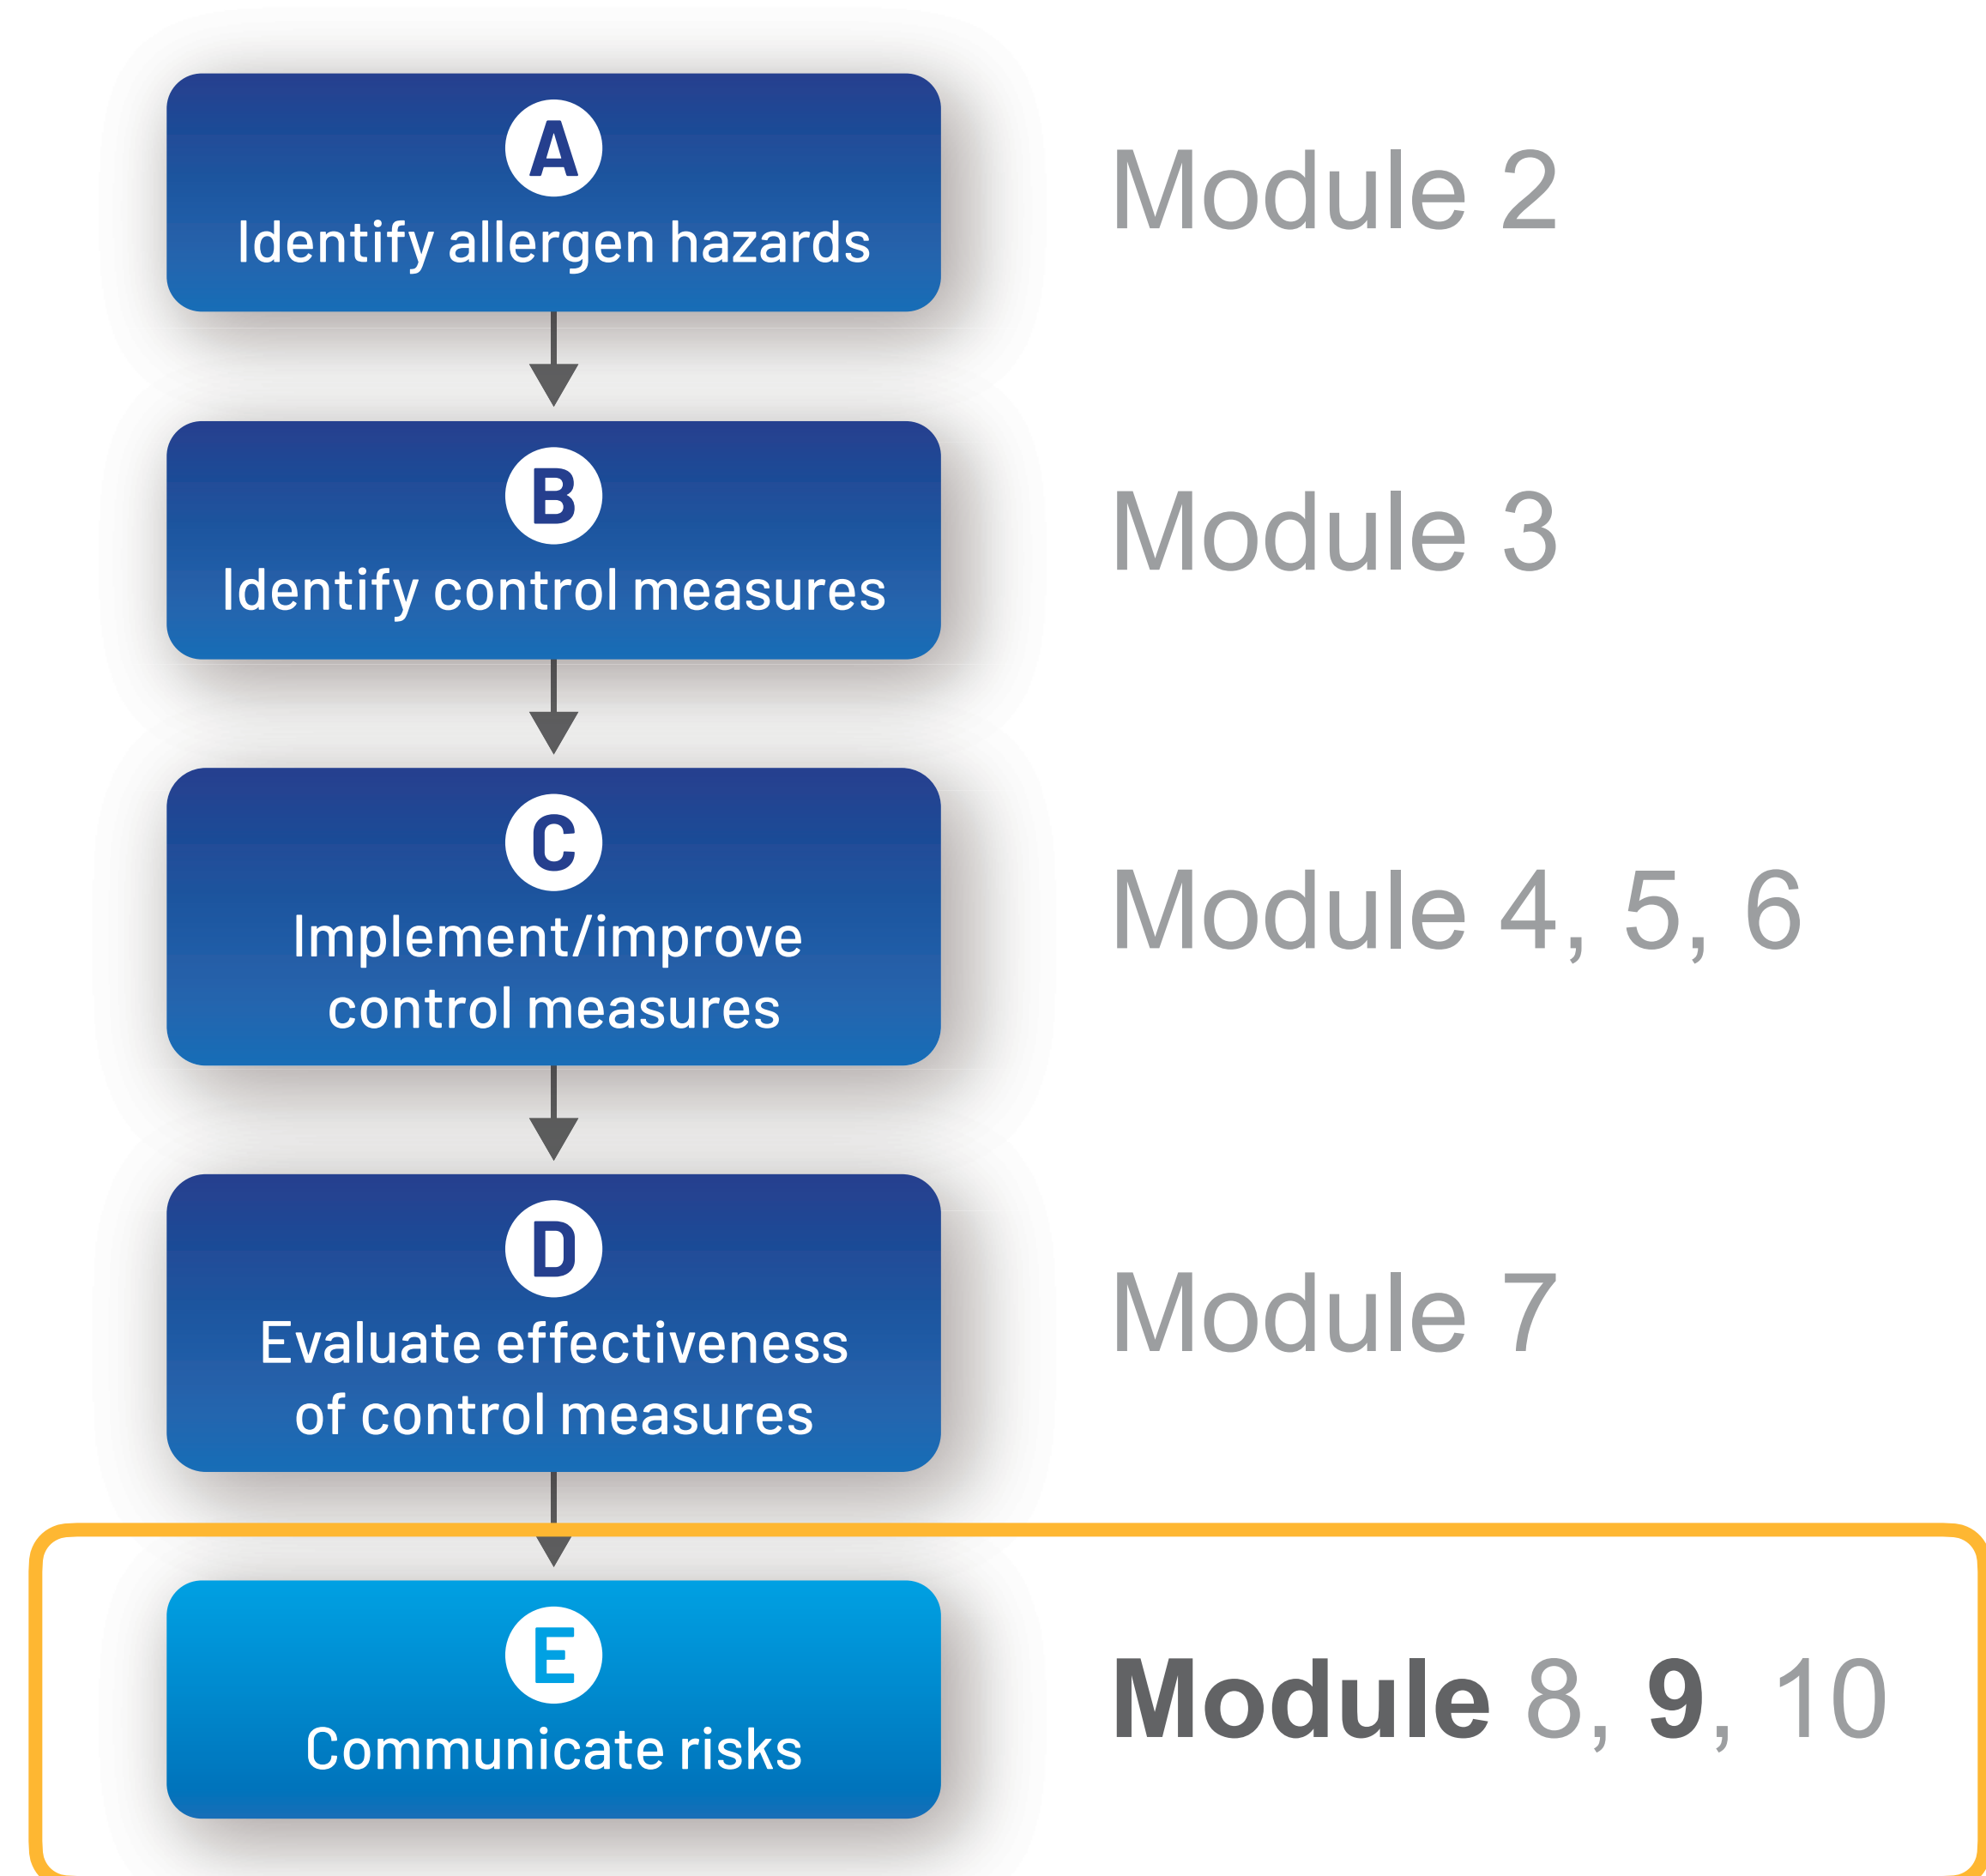 A
Identify allergen hazards
Module 2
B
Identify control measures
Module 3
C
Implement/improve
control measures
Module 4, 5, 6
D
Evaluate effectiveness
of control measures
Module 7
E
Communicate risks
Module 8, 9, 10